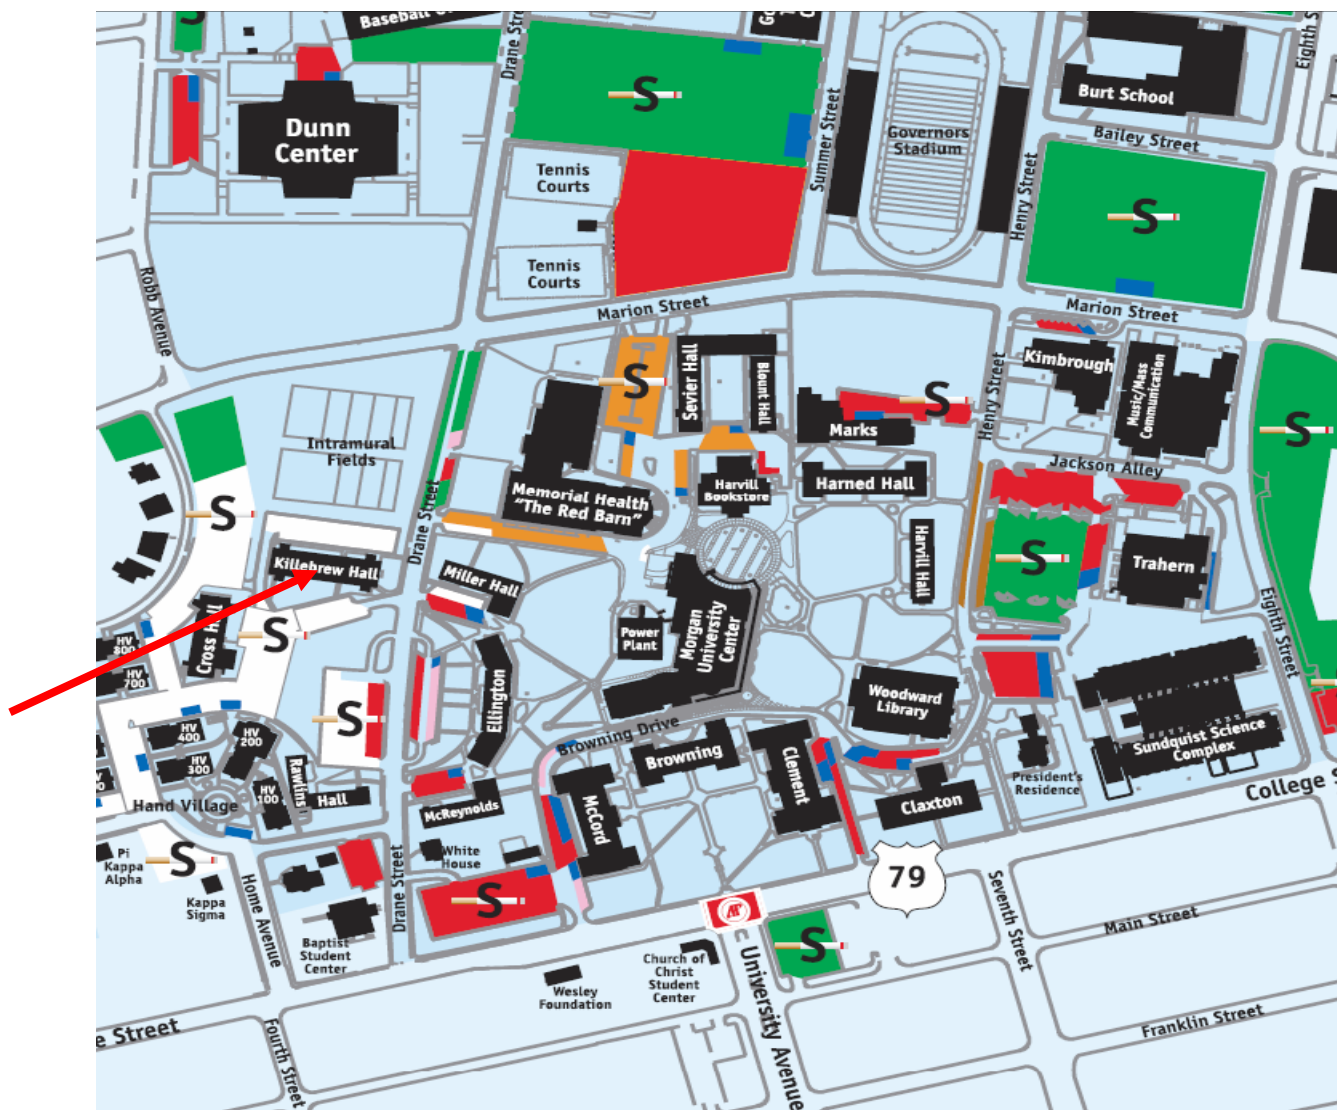 Baseball
Drane Stre
Eighth S
S
Dunn
Center
Burt School
Governors
Stadium
Bailey Street
Summer Street
Tennis
Courts
Henry Street
S
Tennis
Courts
Robb Avenue
Marion Street
Marion Street
Sevier Hall
Blount Hall
Kimbrough
Music/Mass
Communication
S
S
Henry Street
Marks
S
Intramural
Fields
Jackson Alley
Harvill
Bookstore
Harned Hall
Memorial Health
"The Red Barn"
S
Drane Street
Harvill Hall
S
Killebrew Hall
Miller Hall
Trahern
Cross Hall
S
Morgan
University
Center
Power
Plant
Eighth Street
HV
800
HV
700
Ellington
Woodward
Library
S
HV
400
HV
200
HV
300
HV
100
Browning Drive
Browning
Clement
Sundquist Science
Complex
President's
Residence
Rawlins
Hall
Hand Village
McReynolds
McCord
Claxton
College S
Pi
Kappa
Alpha
S
White
House
Kappa
Sigma
Home Avenue
Drane Street
S
79
Seventh Street
Main Street
Baptist
Student
Center
Church of
Christ
Student
Center
S
Wesley
Foundation
University Avenue
e Street
Fourth Street
Franklin Street